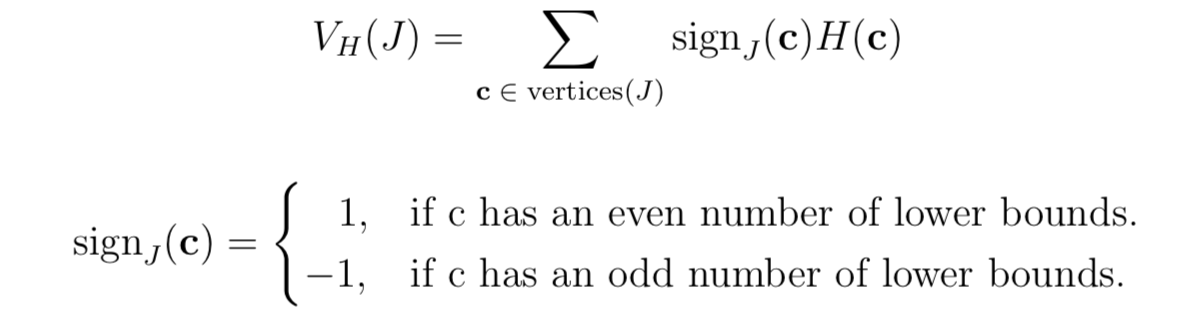 V_H(J) = ∑_{c ∈ vertices(J)} sign_J(c)H(c)
sign_J(c) = { 1, if c has an even number of lower bounds.
−1, if c has an odd number of lower bounds.